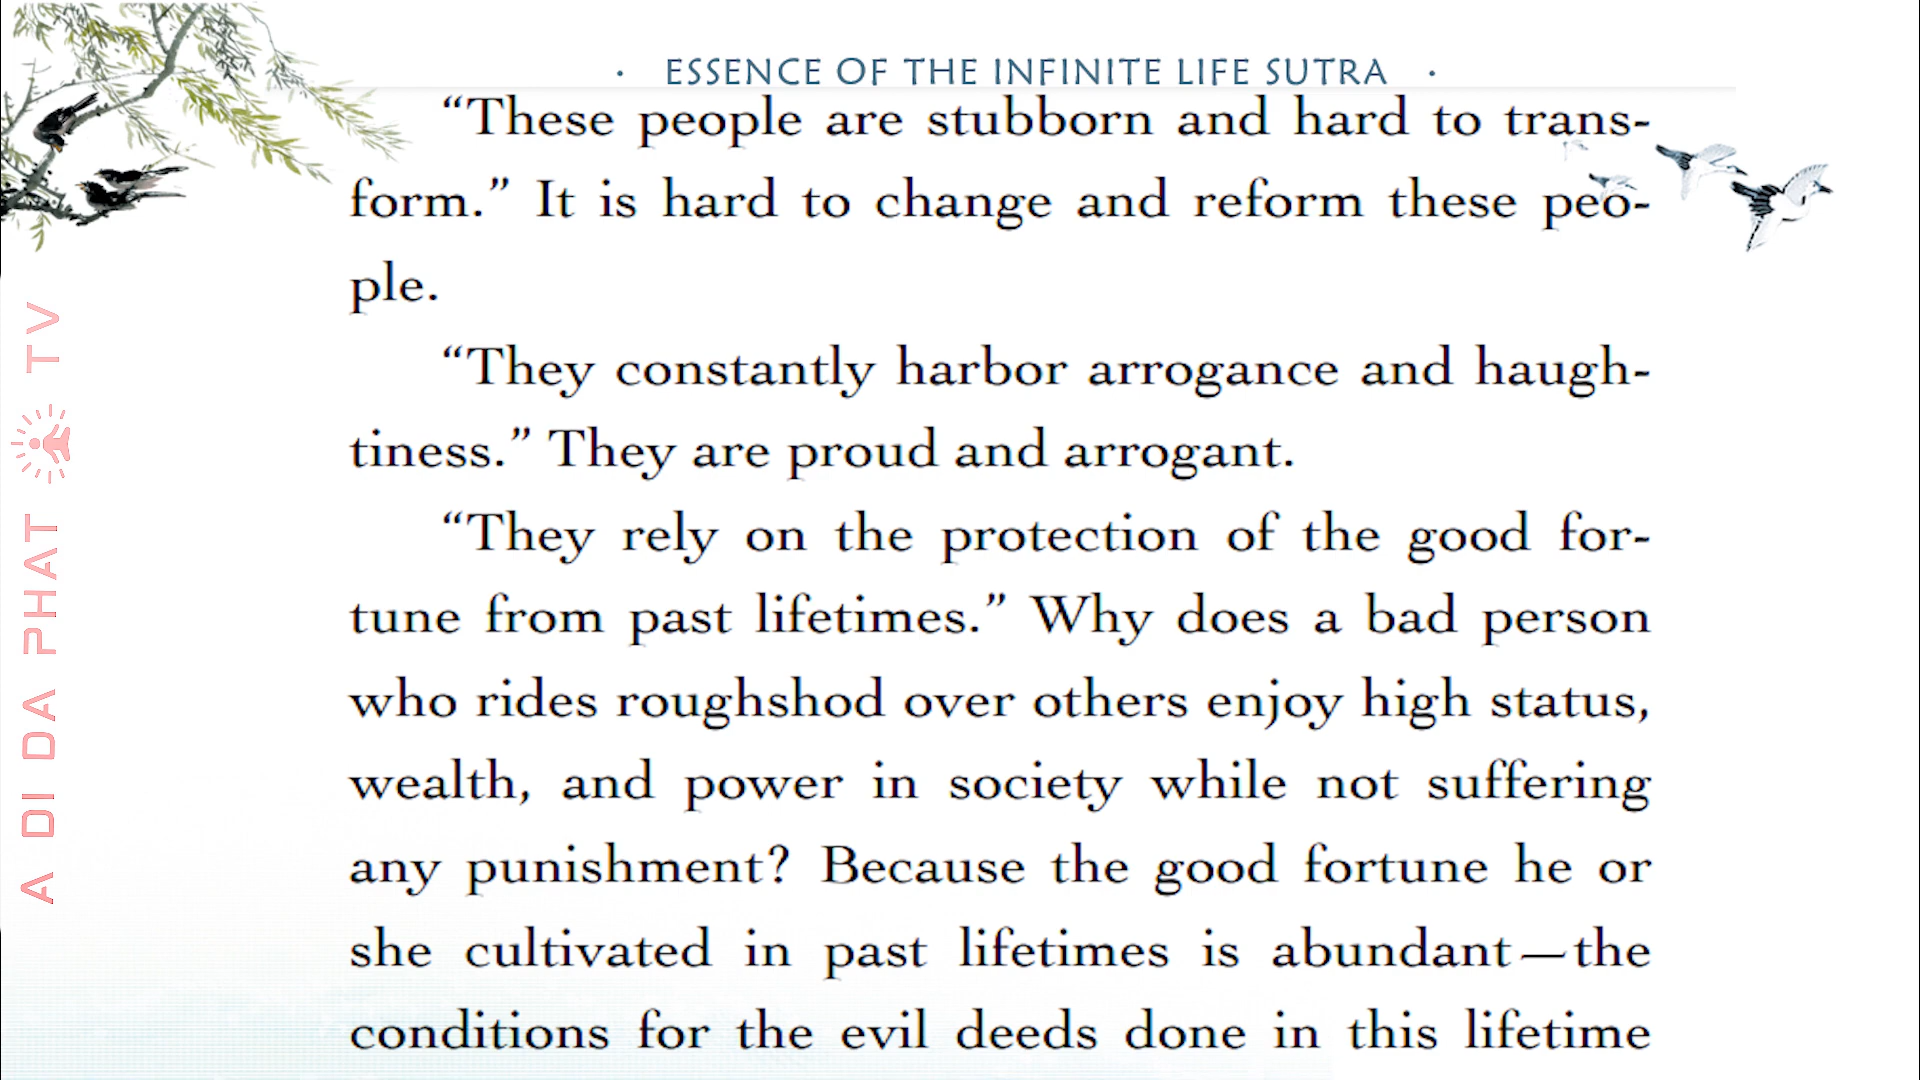 · ESSENCE OF THE INFINITE LIFE SUTRA ·
“These people are stubborn and hard to trans-
form.” It is hard to change and reform these peo-
ple.
“They constantly harbor arrogance and haugh-
tiness.” They are proud and arrogant.
“They rely on the protection of the good for-
tune from past lifetimes.” Why does a bad person
who rides roughshod over others enjoy high status,
wealth, and power in society while not suffering
any punishment? Because the good fortune he or
she cultivated in past lifetimes is abundant—the
conditions for the evil deeds done in this lifetime
A DI DA PHAT TV